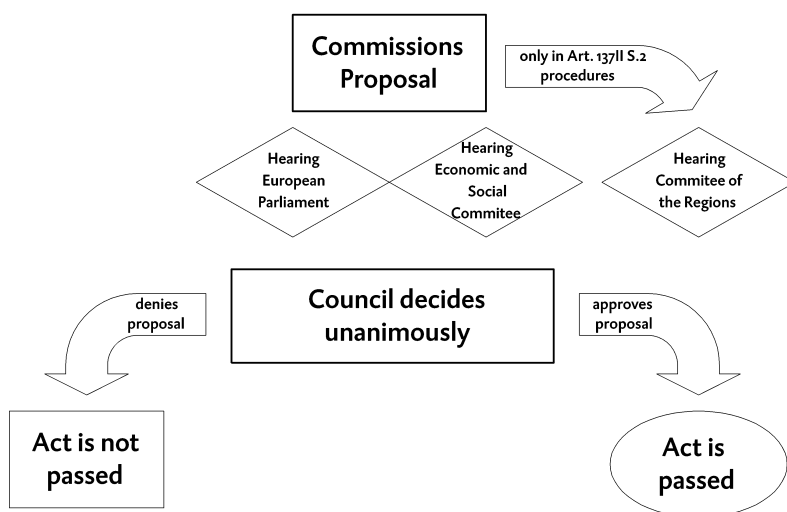 Commissions
Proposal
only in Art. 137II S.2
procedures
Hearing
European
Parliament
Hearing
Economic and
Social
Commitee
Hearing
Commitee of
the Regions
Council decides
unanimously
denies
proposal
approves
proposal
Act is not
passed
Act is
passed